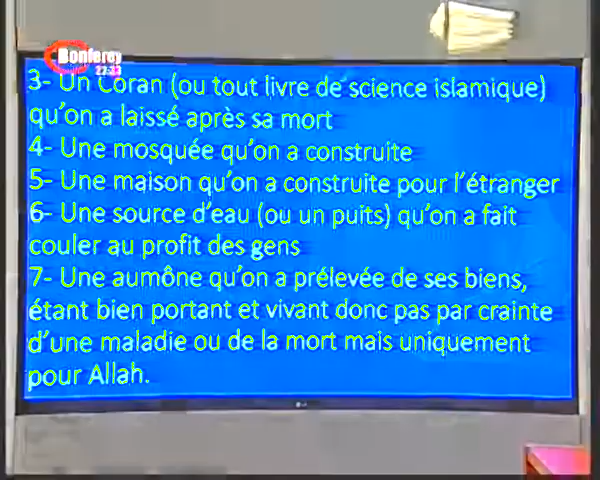 Bonferey
22:33
3- Un Coran (ou tout livre de science islamique)
qu'on a laissé après sa mort
4- Une mosquée qu'on a construite
5- Une maison qu'on a construite pour l'étranger
6- Une source d'eau (ou un puits) qu'on a fait
couler au profit des gens
7- Une aumône qu'on a prélevée de ses biens,
étant bien portant et vivant donc pas par crainte
d'une maladie ou de la mort mais uniquement
pour Allah.